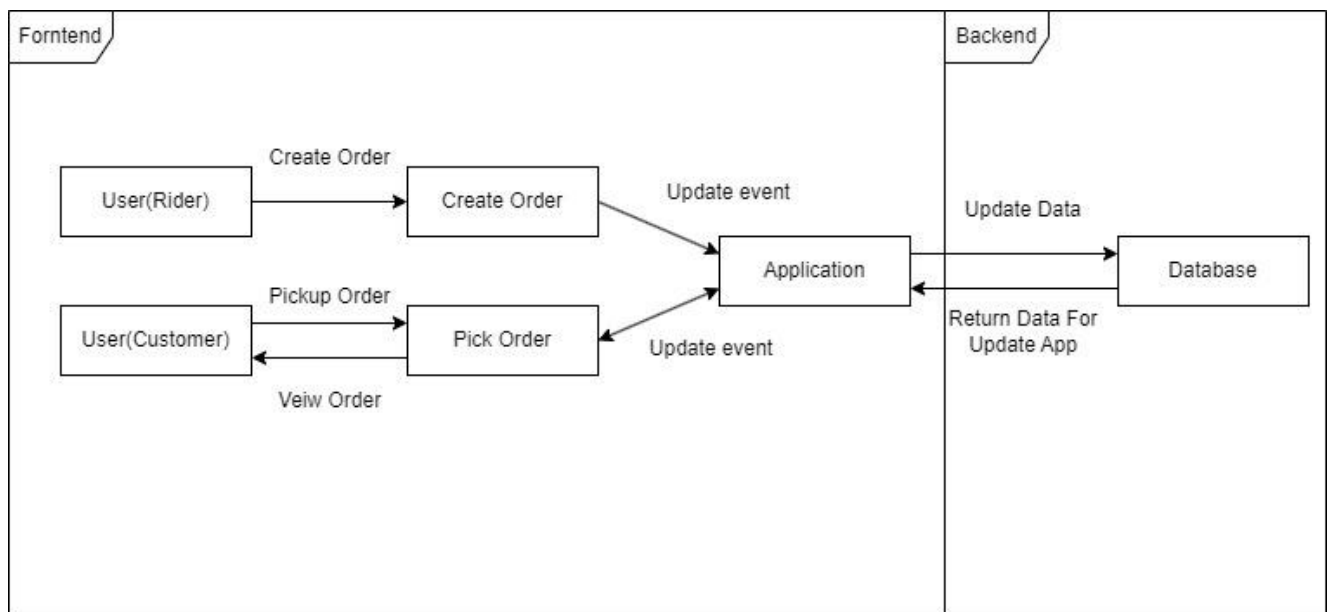 Forntend
Backend
Create Order
User(Rider)
Create Order
Update event
Update Data
Application
Database
Pickup Order
User(Customer)
Pick Order
Update event
Return Data For
Update App
Veiw Order